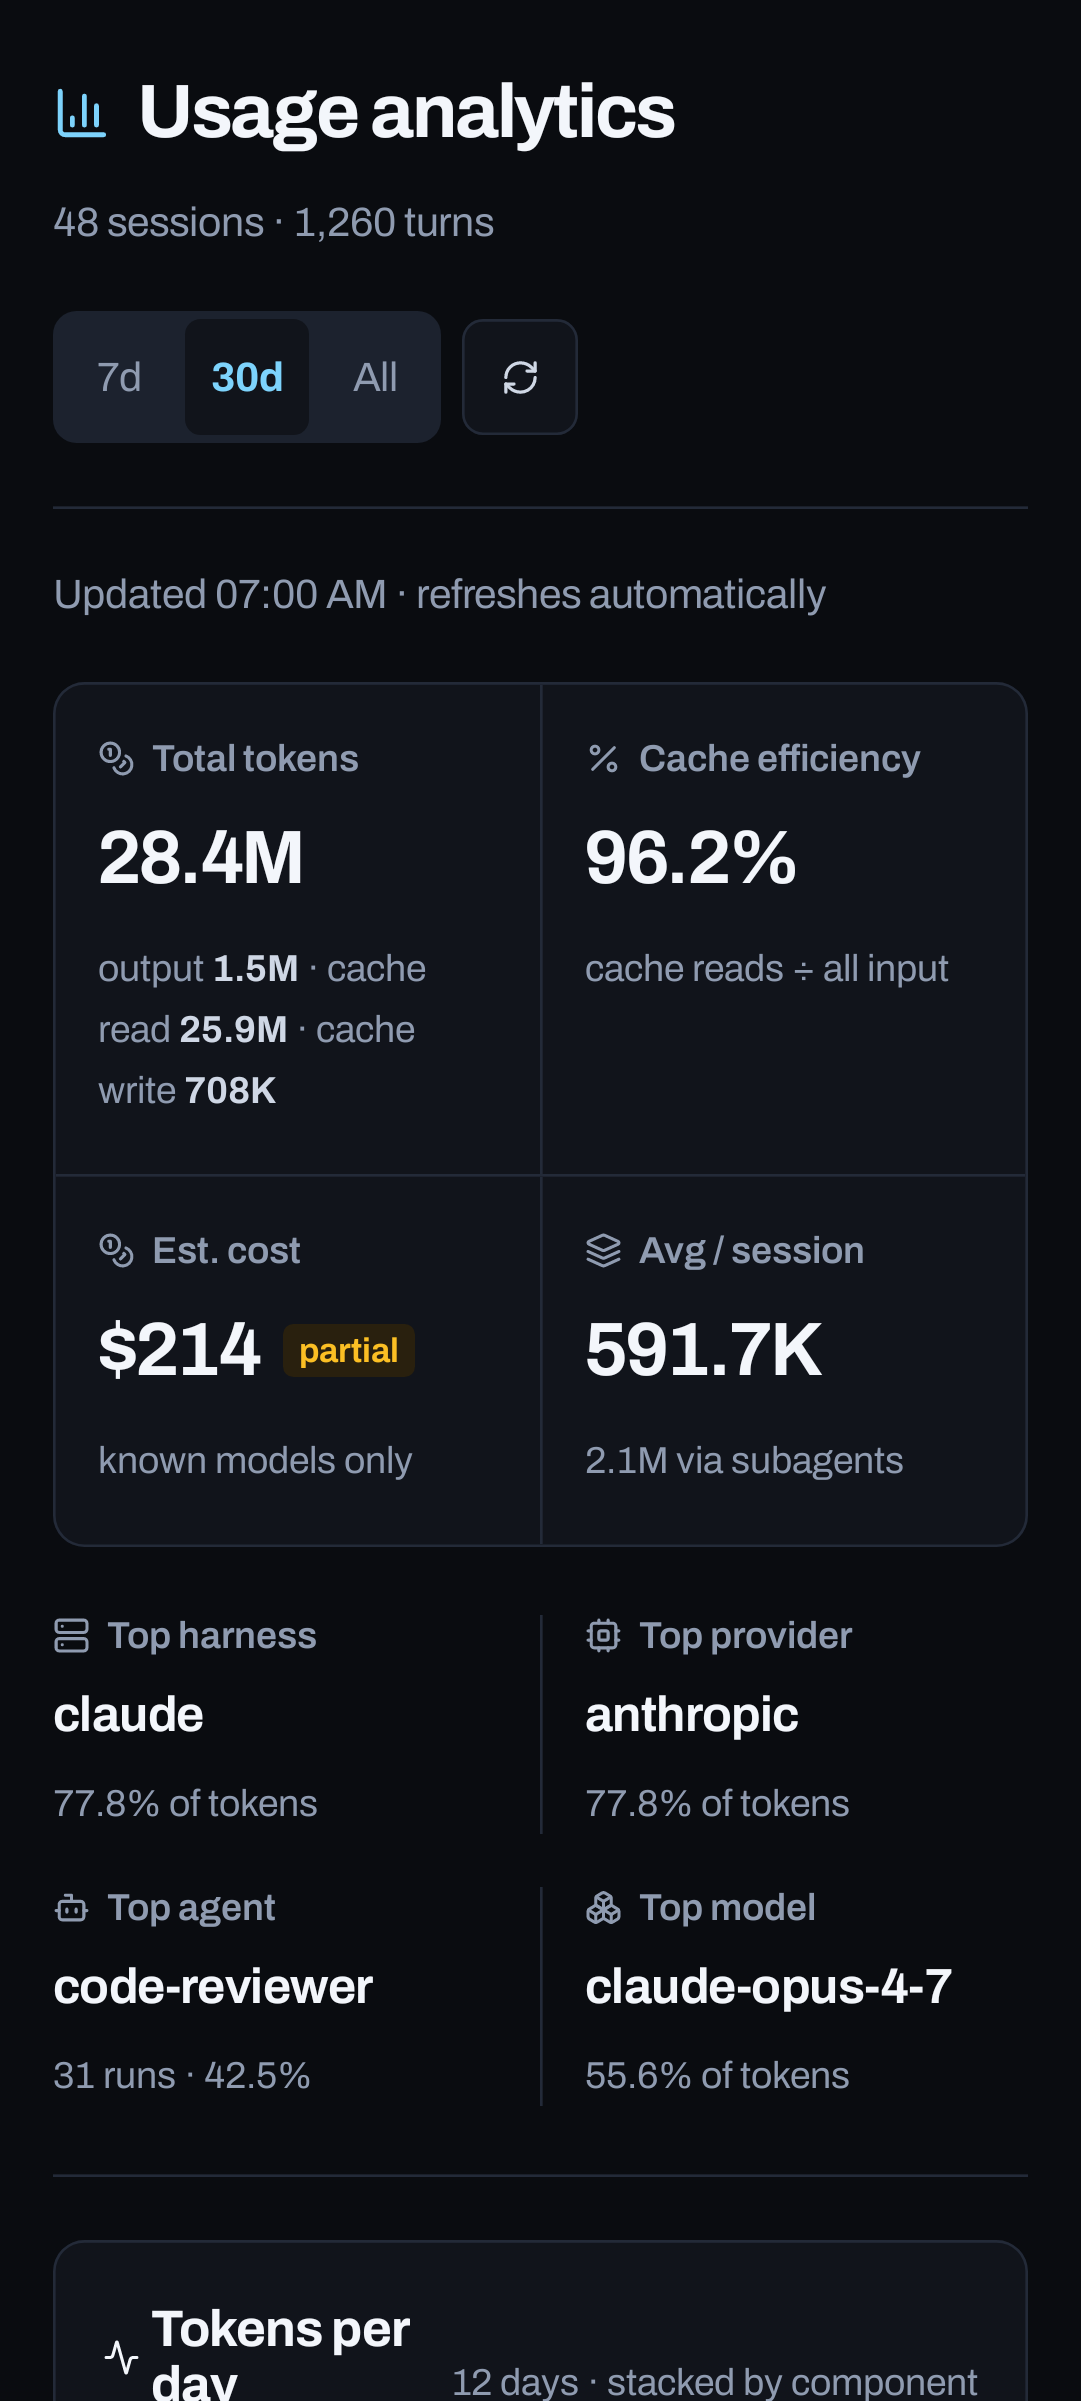 Usage analytics
48 sessions · 1,260 turns
7d 30d All
Updated 07:00 AM · refreshes automatically
Total tokens
28.4M
output 1.5M · cache
read 25.9M · cache
write 708K
Cache efficiency
96.2%
cache reads ÷ all input
Est. cost
$214 partial
known models only
Avg / session
591.7K
2.1M via subagents
Top harness
claude
77.8% of tokens
Top provider
anthropic
77.8% of tokens
Top agent
code-reviewer
31 runs · 42.5%
Top model
claude-opus-4-7
55.6% of tokens
Tokens per
day
12 days · stacked by component